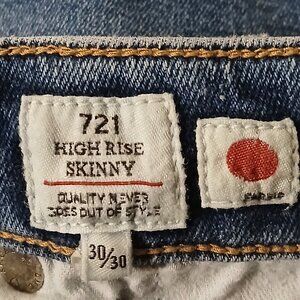 721
HIGH RISE
SKINNY
QUALITY NEVER
GOES OUT OF STYLE
30/30